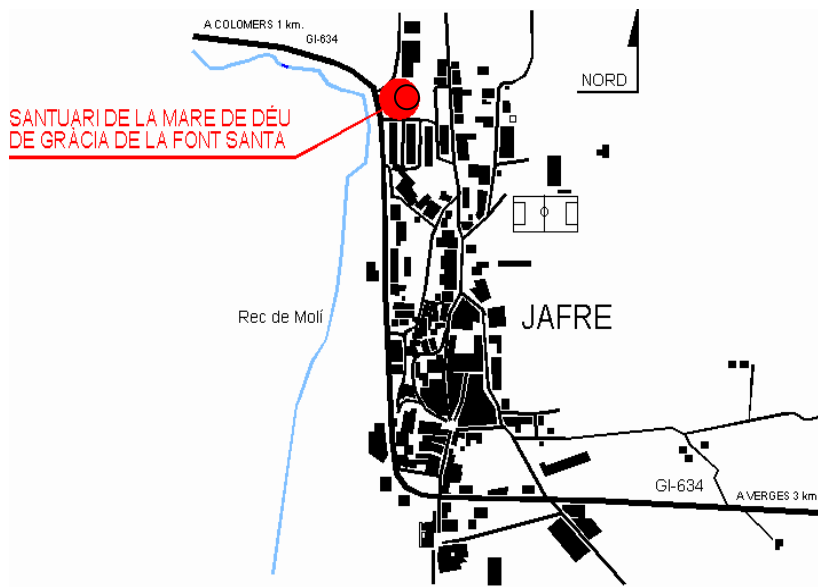 A COLOMERS 1 km.
GI-634
NORD
SANTUARI DE LA MARE DE DÉU
DE GRÀCIA DE LA FONT SANTA
Rec de Molí
JAFRE
GI-634
A VERGES 3 km